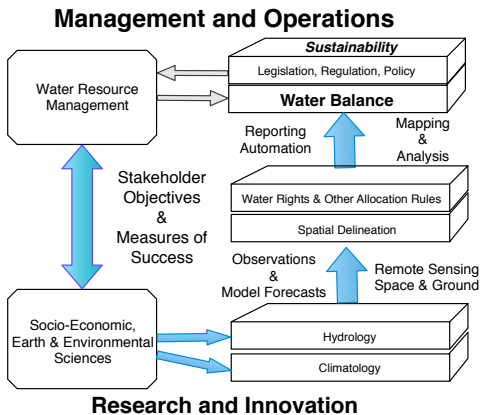 Management and Operations
Sustainability
Legislation, Regulation, Policy
Water Balance
Water Resource
Management
Reporting
Automation
Mapping
&
Analysis
Stakeholder
Objectives
&
Measures of
Success
Water Rights & Other Allocation Rules
Spatial Delineation
Observations
&
Model Forecasts
Remote Sensing
Space & Ground
Socio-Economic,
Earth & Environmental
Sciences
Hydrology
Climatology
Research and Innovation